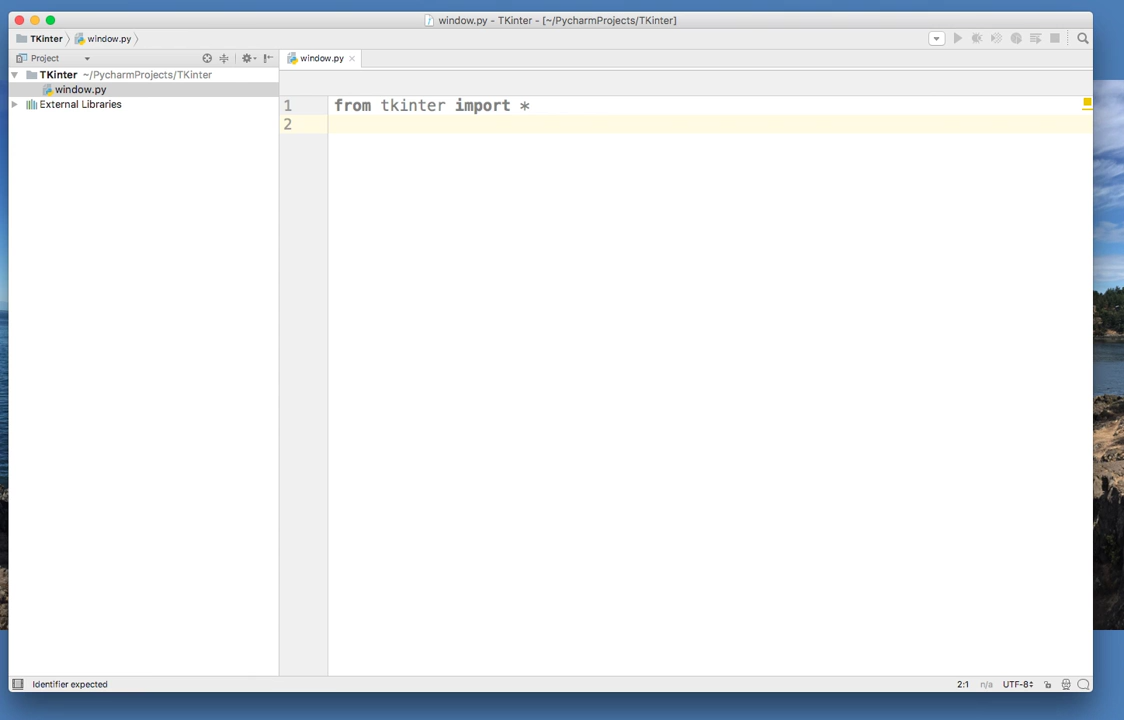 window.py - TKinter - [~/PycharmProjects/TKinter]
TKinter window.py
Project
window.py
TKinter ~/PycharmProjects/TKinter
window.py
External Libraries
1 from tkinter import *
2
Identifier expected
2:1 n/a UTF-8